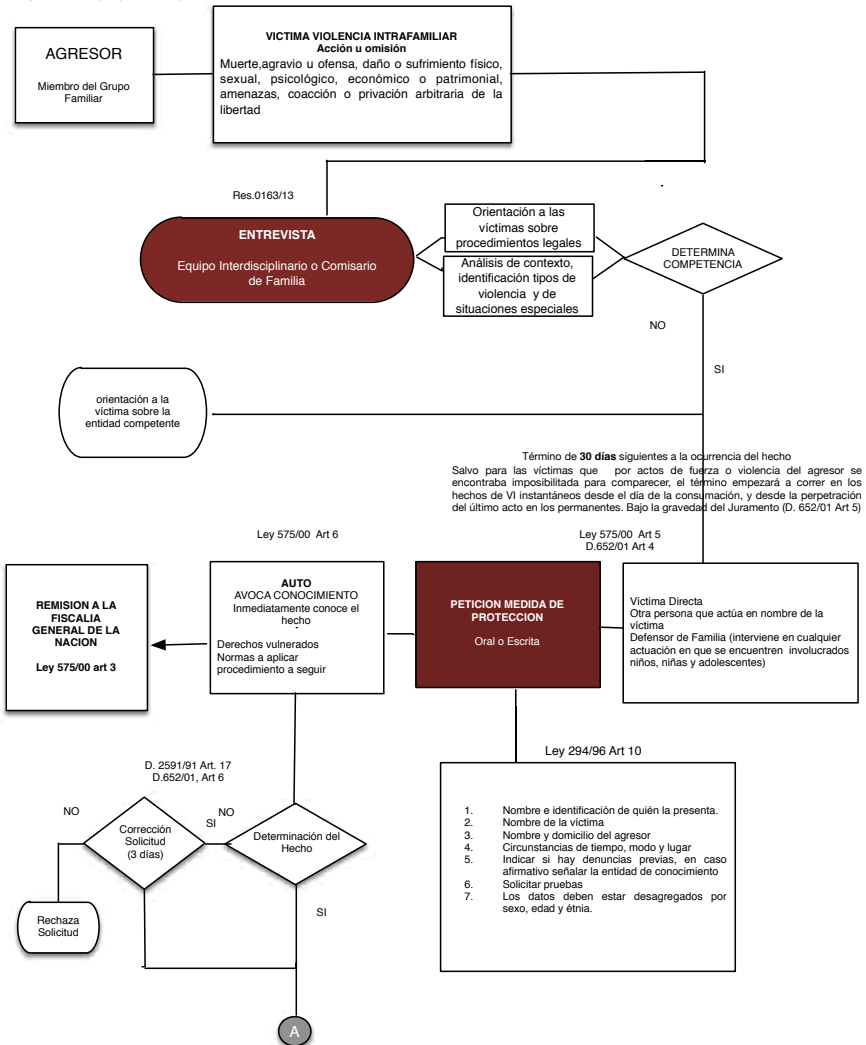 AGRESOR
Miembro del Grupo
Familiar
VICTIMA VIOLENCIA INTRAFAMILIAR
Acción u omisión
Muerte,agravio u ofensa, daño o sufrimiento físico,
sexual, psicológico, económico o patrimonial,
amenazas, coacción o privación arbitraria de la
libertad
Res.0163/13
ENTREVISTA
Equipo Interdisciplinario o Comisario
de Familia
Orientación a las
víctimas sobre
procedimientos legales
Análisis de contexto,
identificación tipos de
violencia y de
situaciones especiales
DETERMINA
COMPETENCIA
NO
SI
orientación a la
víctima sobre la
entidad competente
Término de 30 días siguientes a la ocurrencia del hecho
Salvo para las víctimas que por actos de fuerza o violencia del agresor se
encontraba imposibilitada para comparecer, el término empezará a correr en los
hechos de VI instantáneos desde el día de la consumación, y desde la perpetración
del último acto en los permanentes. Bajo la gravedad del Juramento (D. 652/01 Art 5)
Ley 575/00 Art 6
Ley 575/00 Art 5
D.652/01 Art 4
REMISION A LA
FISCALIA
GENERAL DE LA
NACION
Ley 575/00 art 3
AUTO
AVOCA CONOCIMIENTO
Inmediatamente conoce el
hecho
Derechos vulnerados
Normas a aplicar
procedimiento a seguir
PETICION MEDIDA DE
PROTECCION
Oral o Escrita
Víctima Directa
Otra persona que actúa en nombre de la
víctima
Defensor de Familia (interviene en cualquier
actuación en que se encuentren involucrados
niños, niñas y adolescentes)
Ley 294/96 Art 10
1. Nombre e identificación de quién la presenta.
2. Nombre de la víctima
3. Nombre y domicilio del agresor
4. Circunstancias de tiempo, modo y lugar
5. Indicar si hay denuncias previas, en caso
afirmativo señalar la entidad de conocimiento
6. Solicitar pruebas
7. Los datos deben estar desagregados por
sexo, edad y étnia.
D. 2591/91 Art. 17
D.652/01, Art 6
NO
Corrección
Solicitud
(3 días)
SI
NO
Determinación del
Hecho
SI
Rechaza
Solicitud
A